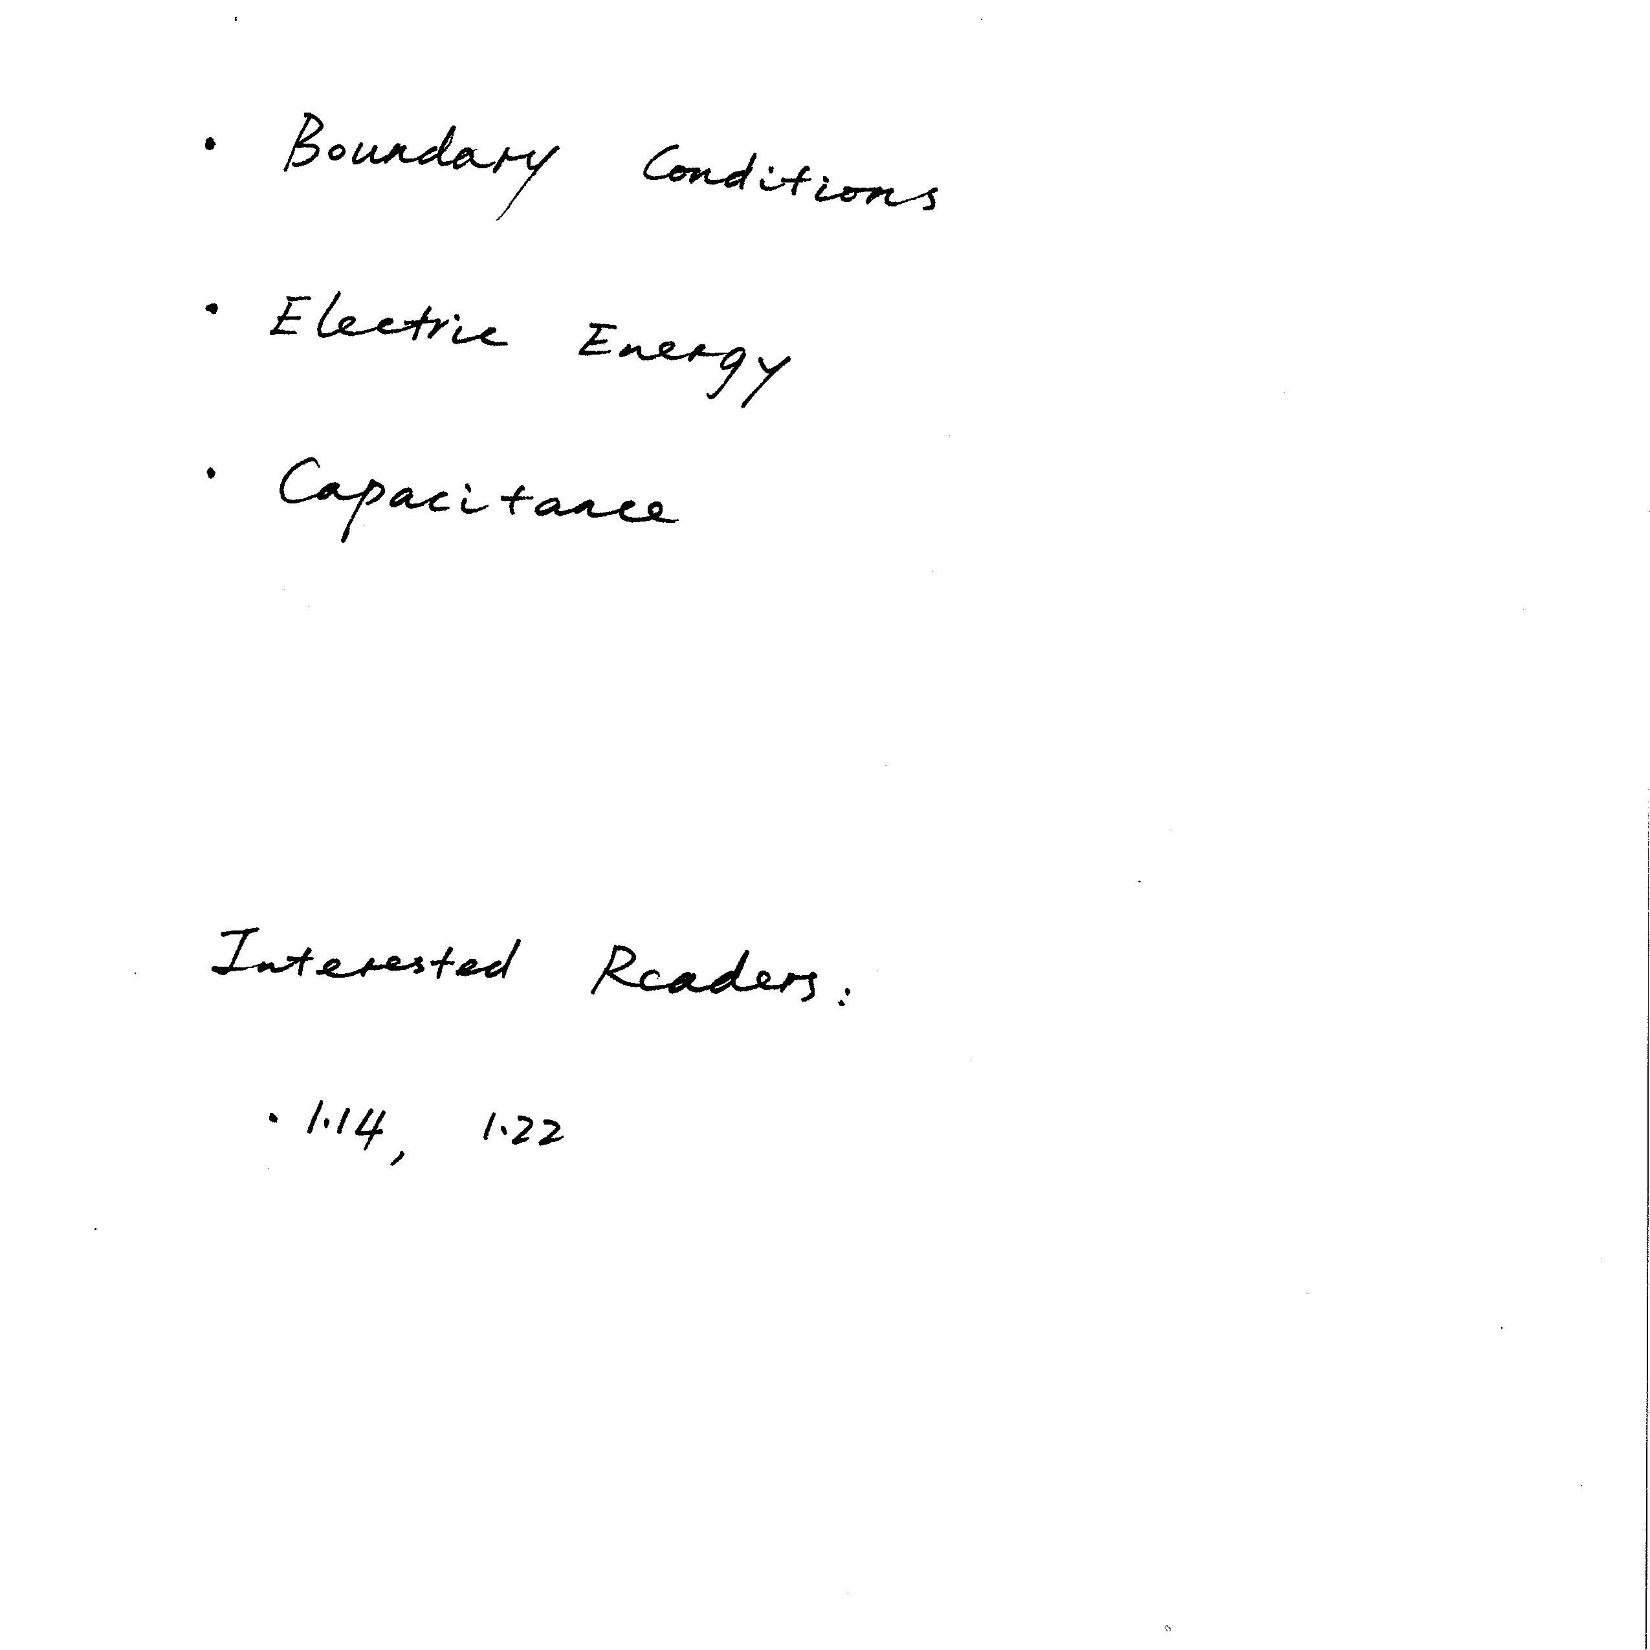 · Boundary Conditions
· Electric Energy
· Capacitance
Interested Readers:
· 1.14, 1.22